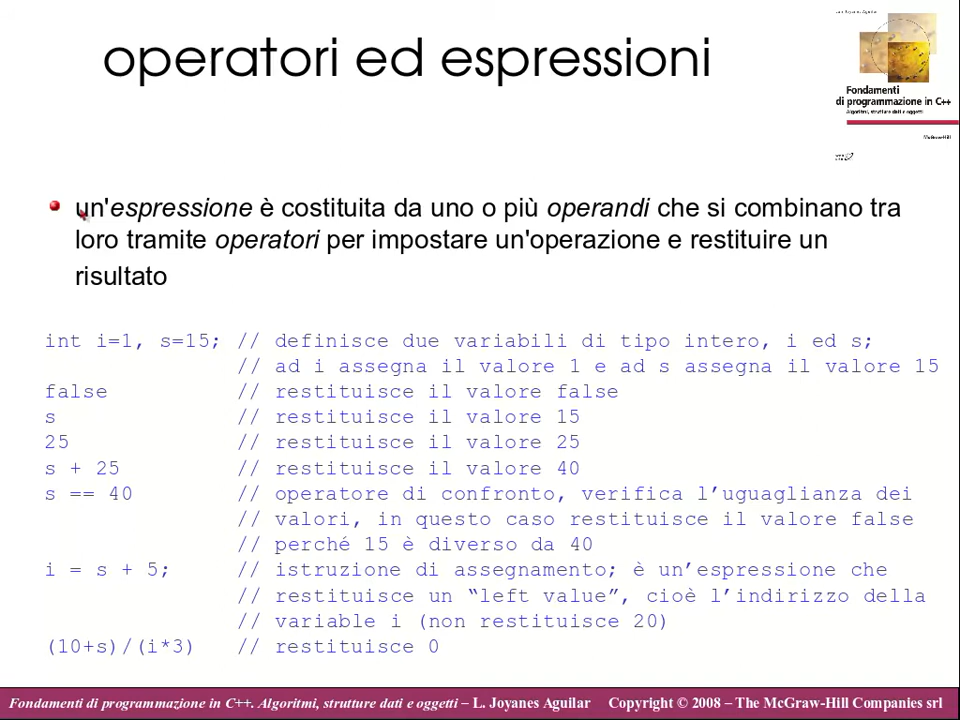 operatori ed espressioni
Fondamenti
di programmazione in C++
Algoritmi, strutture dati e oggetti
McGraw-Hill
un'espressione è costituita da uno o più operandi che si combinano tra
loro tramite operatori per impostare un'operazione e restituire un
risultato
int i=1, s=15; // definisce due variabili di tipo intero, i ed s;
// ad i assegna il valore 1 e ad s assegna il valore 15
false // restituisce il valore false
s // restituisce il valore 15
25 // restituisce il valore 25
s + 25 // restituisce il valore 40
s == 40 // operatore di confronto, verifica l’uguaglianza dei
// valori, in questo caso restituisce il valore false
// perché 15 è diverso da 40
i = s + 5; // istruzione di assegnamento; è un’espressione che
// restituisce un “left value”, cioè l’indirizzo della
// variable i (non restituisce 20)
(10+s)/(i*3) // restituisce 0
Fondamenti di programmazione in C++. Algoritmi, strutture dati e oggetti – L. Joyanes Aguilar Copyright © 2008 – The McGraw-Hill Companies srl